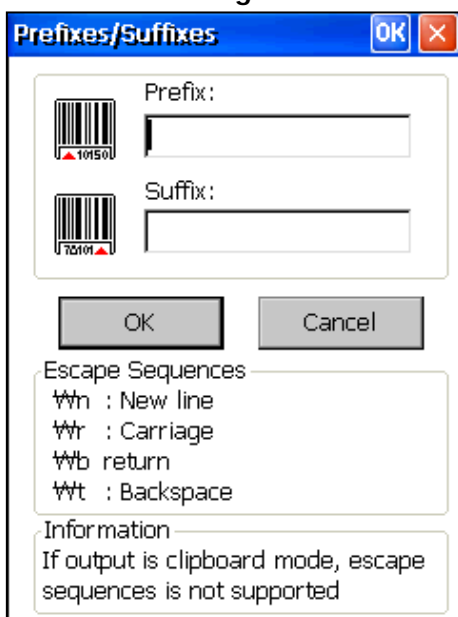 Prefixes/Suffixes OK
Prefix:
10150
Suffix:
78101
OK Cancel
Escape Sequences
₩n : New line
₩r : Carriage
₩b return
₩t : Backspace
Information
If output is clipboard mode, escape
sequences is not supported